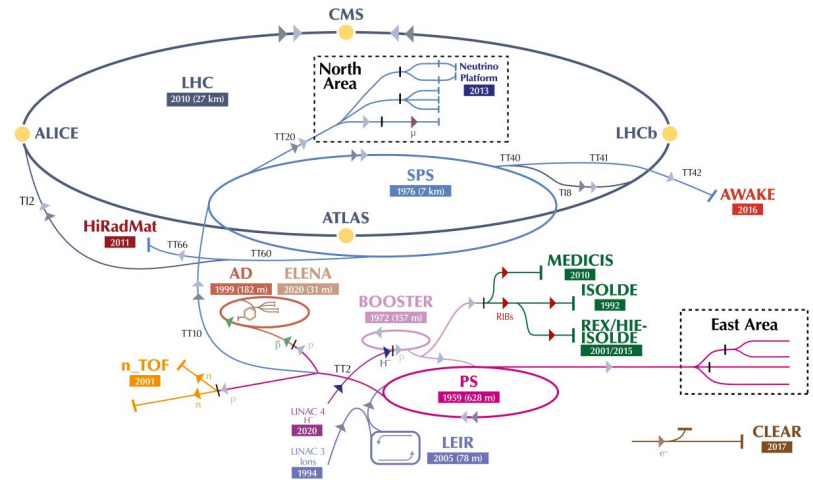 CMS
North
Area
Neutrino
Platform
2013
LHC
2010 (27 km)
μ
ALICE
LHCb
TT20
TT40
TT41
TT42
SPS
1976 (7 km)
TI8
TI2
AWAKE
2016
HiRadMat
2011
ATLAS
TT66
TT60
AD
1999 (182 m)
ELENA
2020 (31 m)
MEDICIS
2010
BOOSTER
1972 (157 m)
ISOLDE
1992
RIBs
REX/HIE-
ISOLDE
2001/2015
East Area
TT10
p
p
H⁻
p
n_TOF
2001
n
n
p
TT2
PS
1959 (628 m)
LINAC 4
H⁻
2020
LINAC 3
Ions
1994
LEIR
2005 (78 m)
CLEAR
2017
e⁻